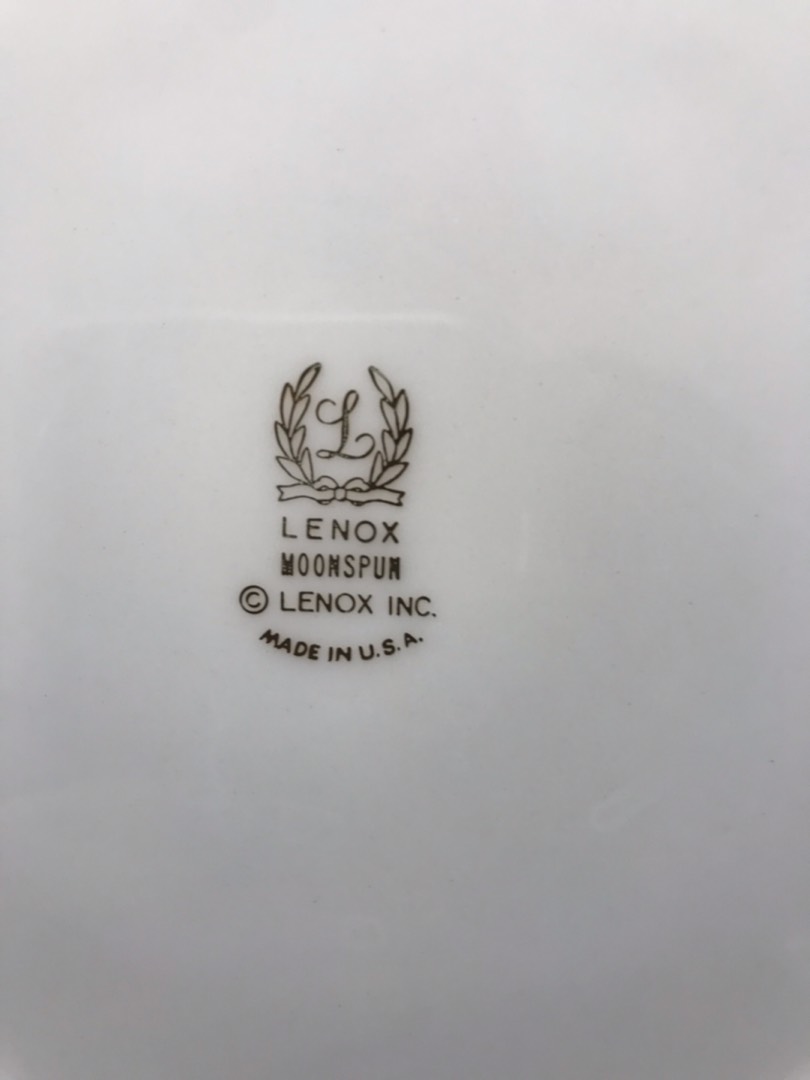 L
LENOX
MOONSPUN
© LENOX INC.
MADE IN U.S.A.